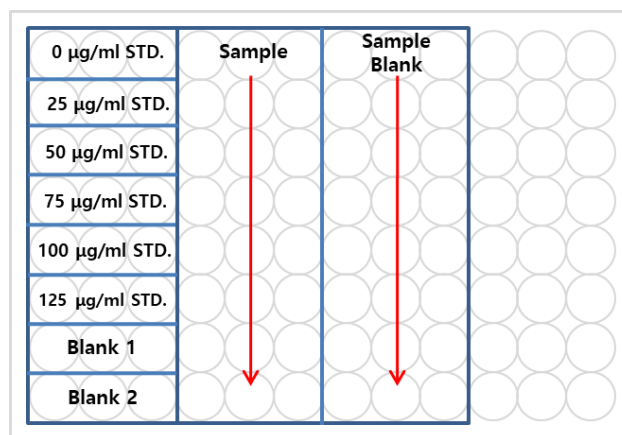 0 μg/ml STD.
Sample
Sample
Blank
25 μg/ml STD.
50 μg/ml STD.
75 μg/ml STD.
100 μg/ml STD.
125 μg/ml STD.
Blank 1
Blank 2